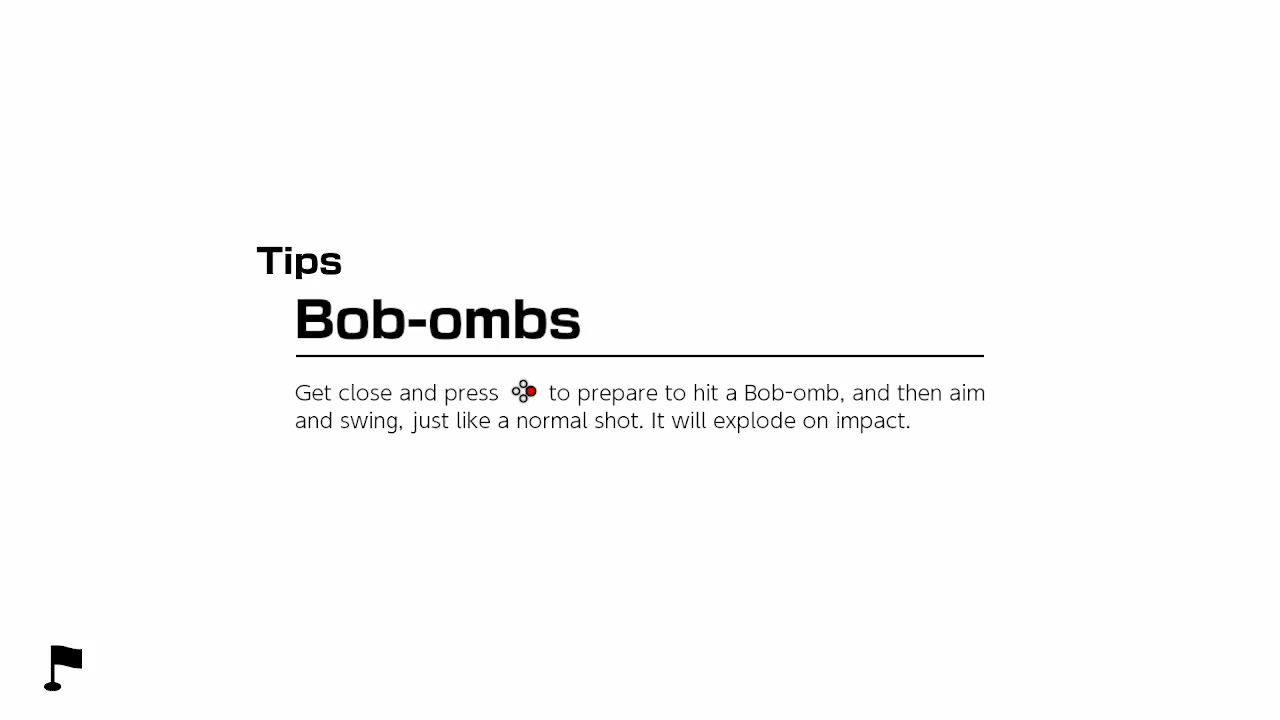 Tips
Bob-ombs
Get close and press to prepare to hit a Bob-omb, and then aim
and swing, just like a normal shot. It will explode on impact.